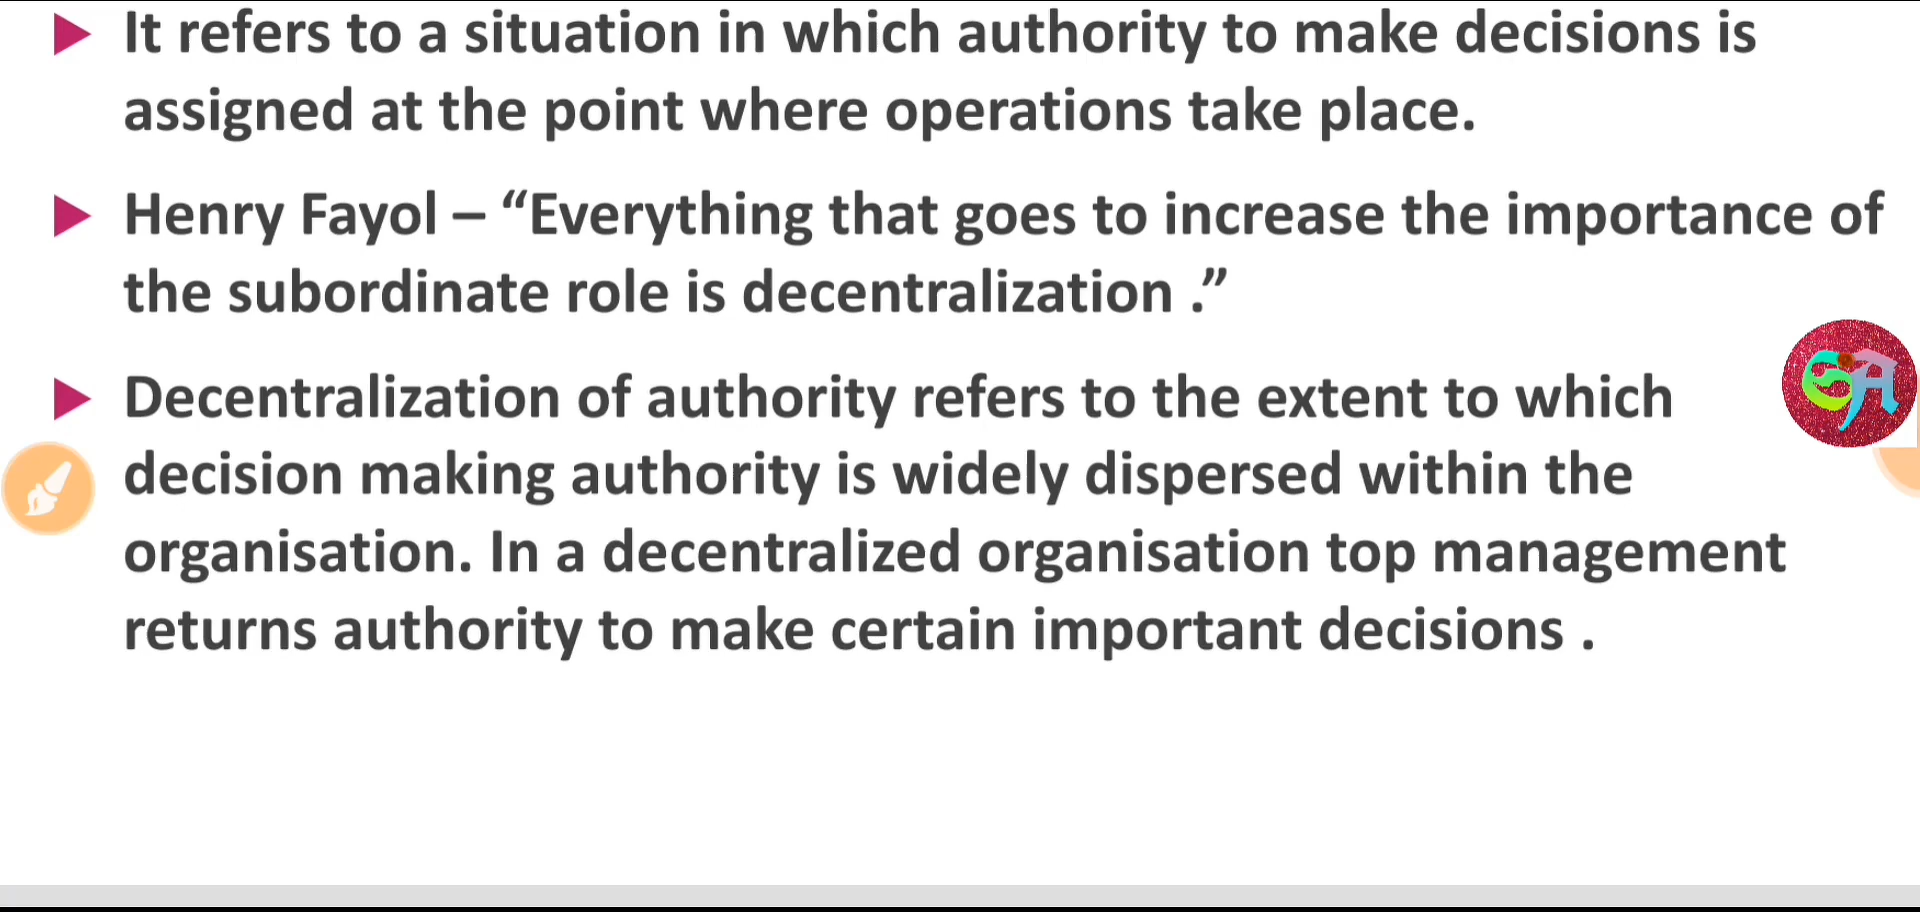 It refers to a situation in which authority to make decisions is
assigned at the point where operations take place.
Henry Fayol – “Everything that goes to increase the importance of
the subordinate role is decentralization .”
Decentralization of authority refers to the extent to which
decision making authority is widely dispersed within the
organisation. In a decentralized organisation top management
returns authority to make certain important decisions .